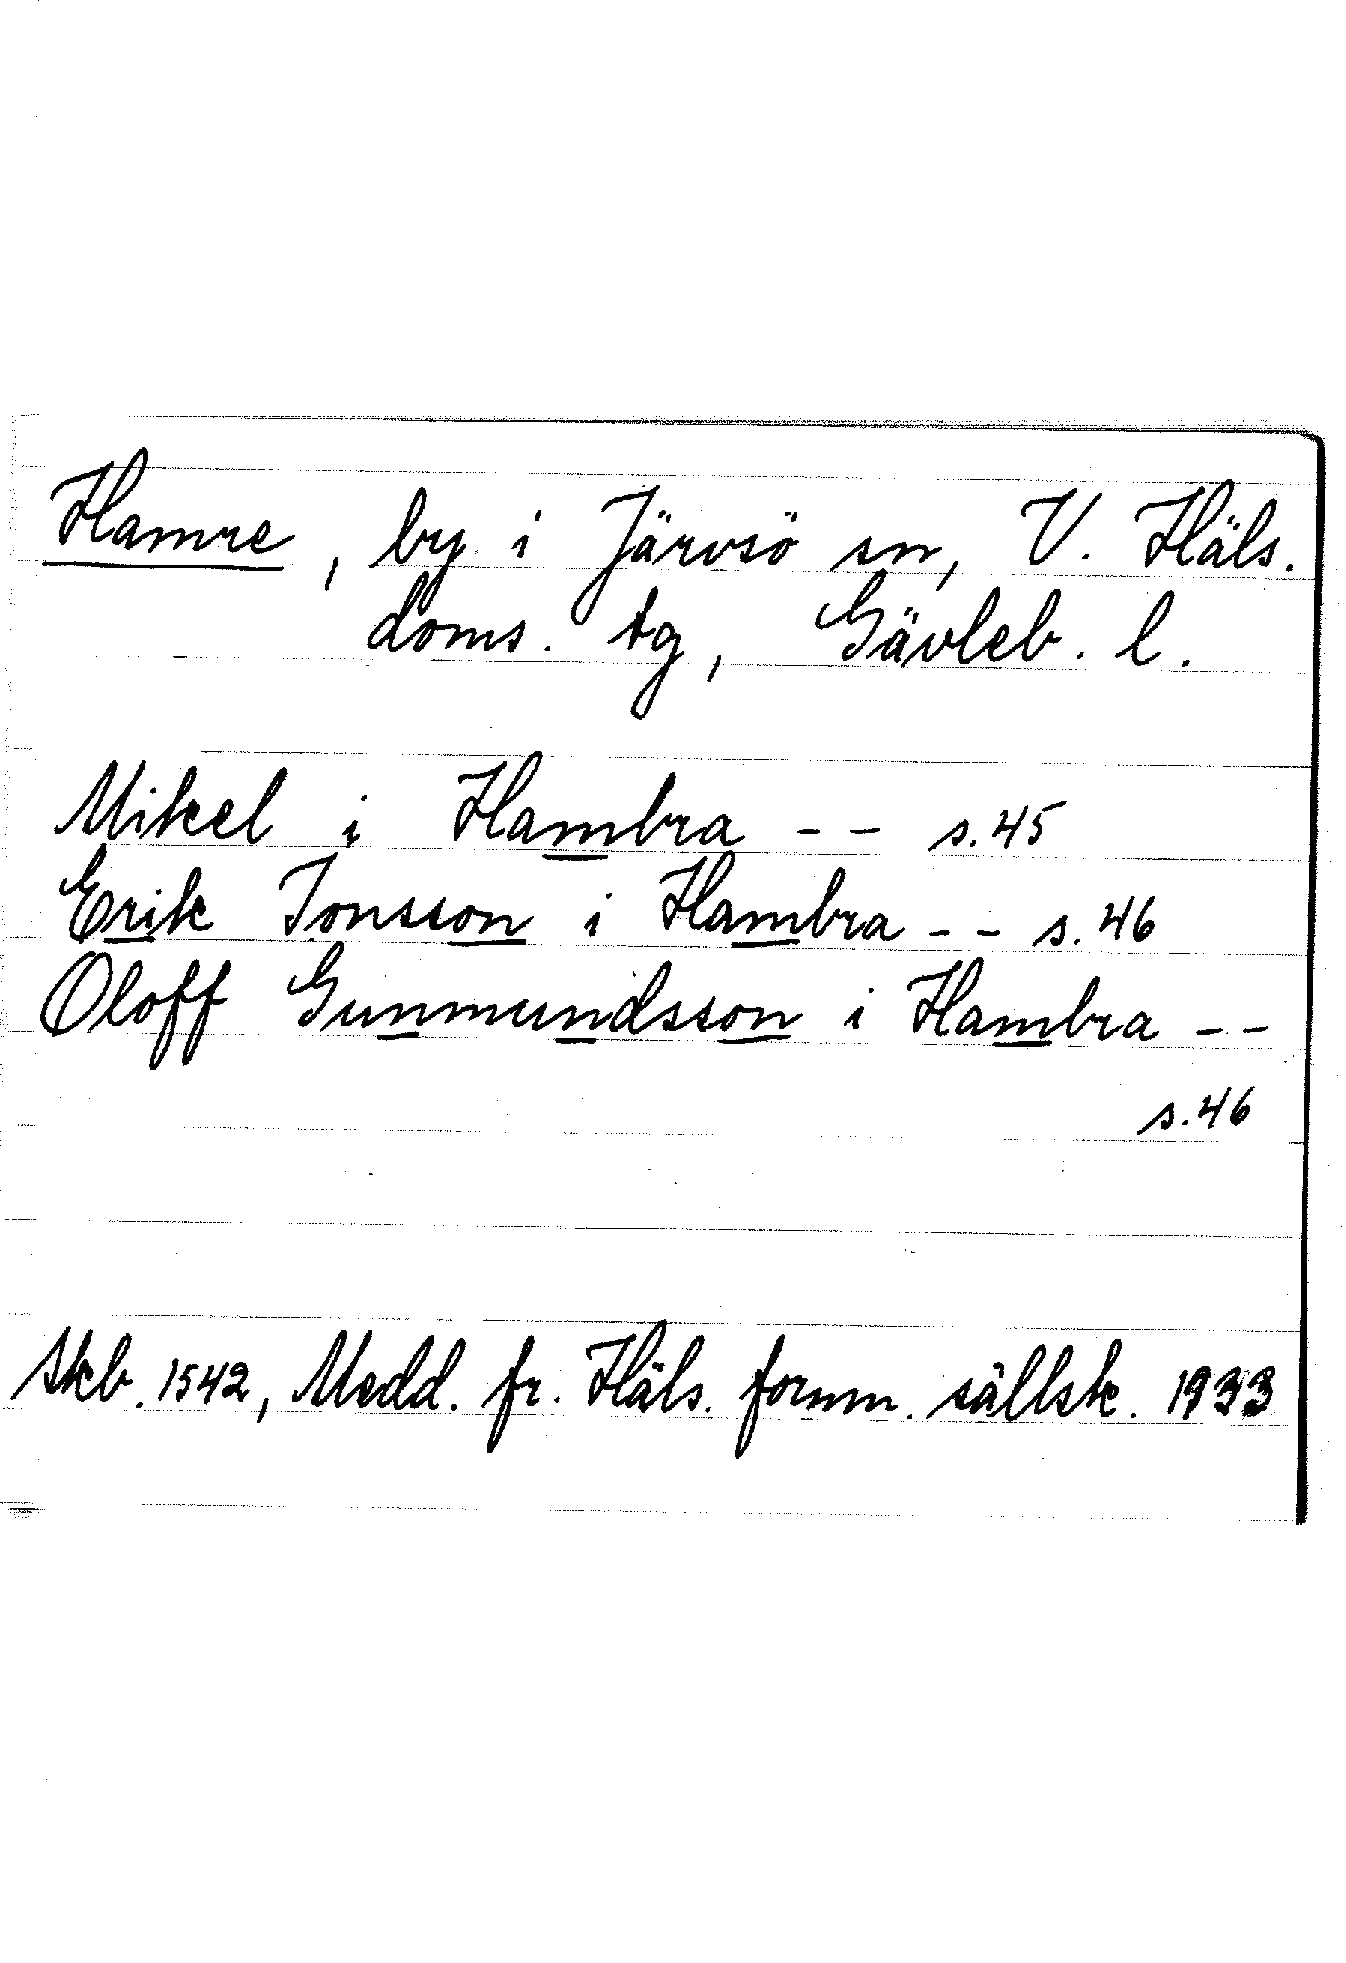 Hamre, by i Järvsö sn, V. Häls.
doms. tg, Gävleb. l.
Mikel i Hambra -- s. 45
Erik Jonsson i Hambra -- s. 46
Oloff Gunmundsson i Hambra --
s. 46
Skb. 1542, Medd. fr. Häls. fornm. sällsk. 1933